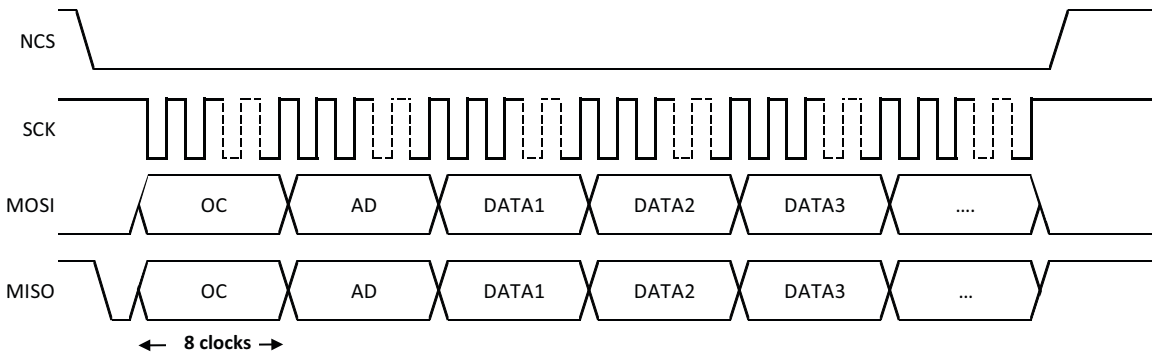 NCS
SCK
MOSI OC AD DATA1 DATA2 DATA3 ....
MISO OC AD DATA1 DATA2 DATA3 ...
8 clocks